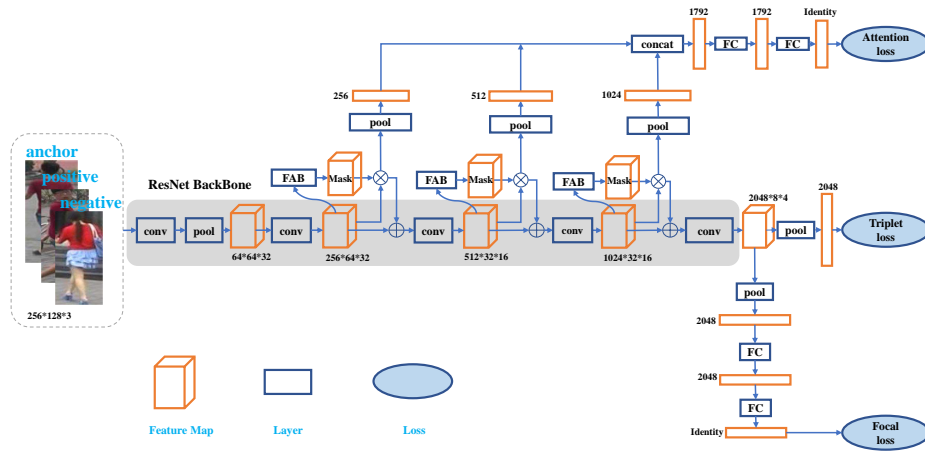 1792
1792
Identity
concat
FC
FC
Attention
loss
256
512
1024
pool
pool
pool
anchor
positive
negative
ResNet BackBone
FAB
Mask
FAB
Mask
FAB
Mask
2048*8*4
2048
conv
pool
conv
conv
conv
conv
pool
Triplet
loss
64*64*32
256*64*32
512*32*16
1024*32*16
256*128*3
pool
2048
FC
2048
FC
Identity
Focal
loss
Feature Map
Layer
Loss